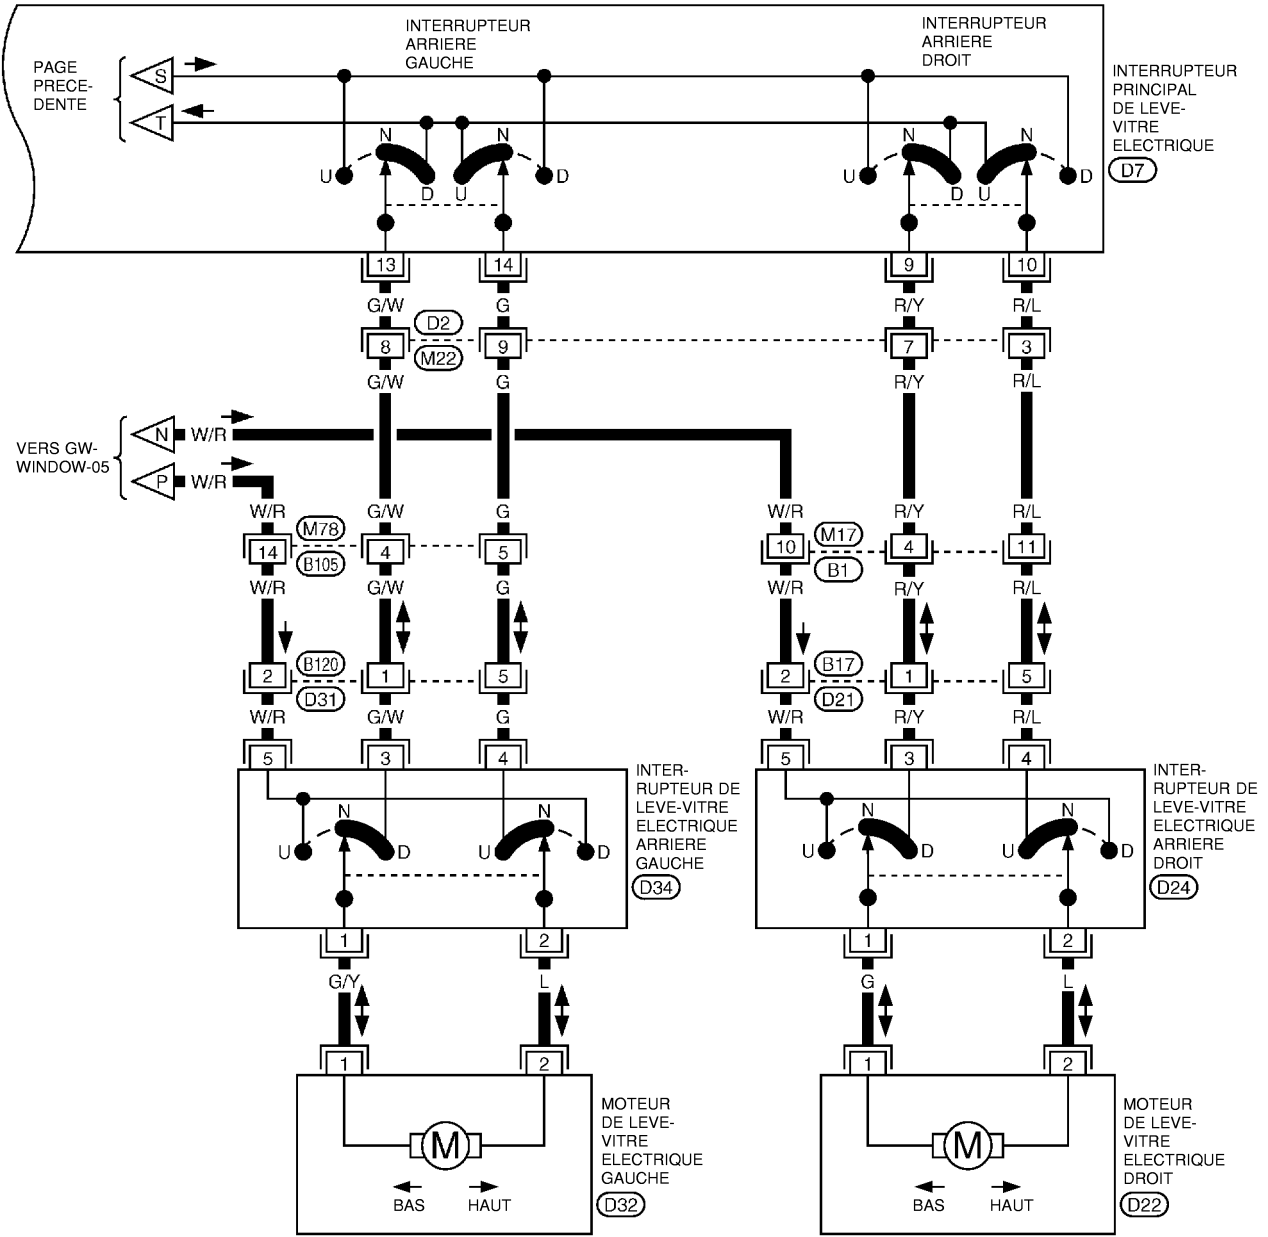 INTERRUPTEUR
ARRIERE
GAUCHE
INTERRUPTEUR
ARRIERE
DROIT
PAGE
PRECE-
DENTE
S
T
INTERRUPTEUR
PRINCIPAL
DE LEVE-
VITRE
ELECTRIQUE
D7
N N N N
U D U D U D U D
13 14 9 10
G/W G R/Y R/L
D2
8 9 7 3
M22
G/W G R/Y R/L
VERS GW-
WINDOW-05
N W/R
P W/R
W/R G/W G W/R R/Y R/L
M78 M17
14 4 5 10 4 11
B105 B1
W/R G/W G W/R R/Y R/L
B120 B17
2 1 5 2 1 5
D31 D21
W/R G/W G W/R R/Y R/L
5 3 4 5 3 4
INTER-
RUPTEUR DE
LEVE-VITRE
ELECTRIQUE
ARRIERE
GAUCHE
D34
INTER-
RUPTEUR DE
LEVE-VITRE
ELECTRIQUE
ARRIERE
DROIT
D24
N N N N
U D U D U D U D
1 2 1 2
G/Y L G L
1 2 1 2
M M
BAS HAUT BAS HAUT
MOTEUR
DE LEVE-
VITRE
ELECTRIQUE
GAUCHE
D32
MOTEUR
DE LEVE-
VITRE
ELECTRIQUE
DROIT
D22